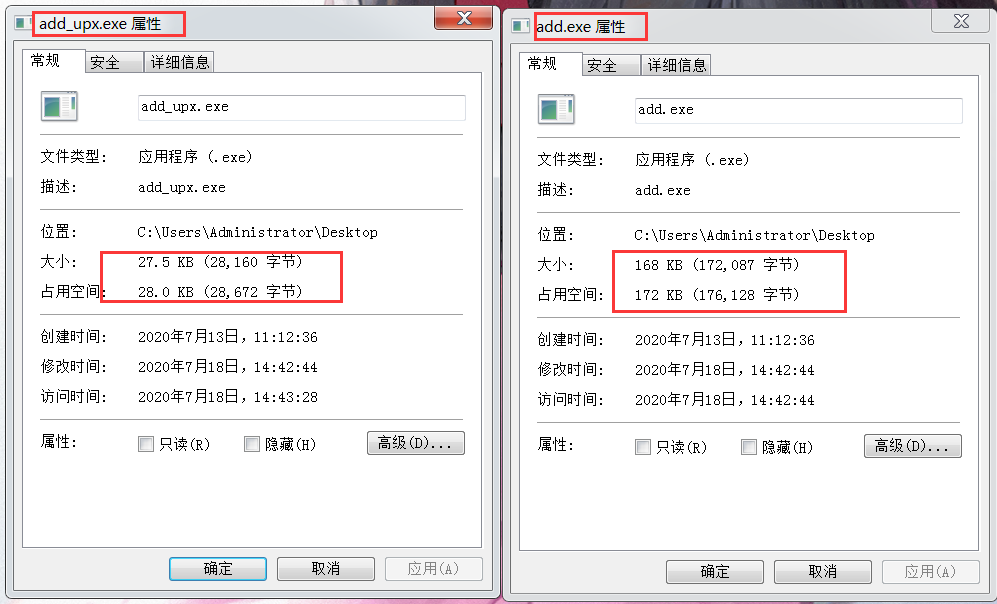 add_upx.exe 属性
常规 安全 详细信息
add_upx.exe
文件类型: 应用程序 (.exe)
描述: add_upx.exe
位置: C:\Users\Administrator\Desktop
大小: 27.5 KB (28,160 字节)
占用空间: 28.0 KB (28,672 字节)
创建时间: 2020年7月13日，11:12:36
修改时间: 2020年7月18日，14:42:44
访问时间: 2020年7月18日，14:43:28
属性: 只读(R) 隐藏(H) 高级(D)...
确定 取消 应用(A)
add.exe 属性
常规 安全 详细信息
add.exe
文件类型: 应用程序 (.exe)
描述: add.exe
位置: C:\Users\Administrator\Desktop
大小: 168 KB (172,087 字节)
占用空间: 172 KB (176,128 字节)
创建时间: 2020年7月13日，11:12:36
修改时间: 2020年7月18日，14:42:44
访问时间: 2020年7月18日，14:42:44
属性: 只读(R) 隐藏(H) 高级(D)...
确定 取消 应用(A)